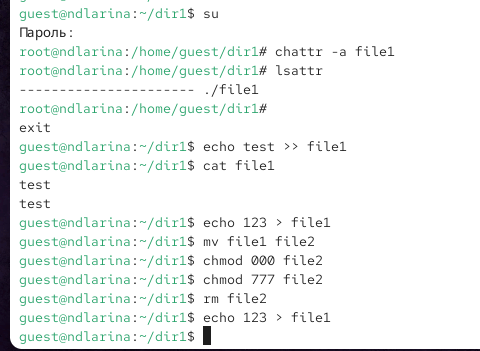 guest@ndlarina:~/dir1$ su
Пароль:
root@ndlarina:/home/guest/dir1# chattr -a file1
root@ndlarina:/home/guest/dir1# lsattr
---------------------- ./file1
root@ndlarina:/home/guest/dir1#
exit
guest@ndlarina:~/dir1$ echo test >> file1
guest@ndlarina:~/dir1$ cat file1
test
test
guest@ndlarina:~/dir1$ echo 123 > file1
guest@ndlarina:~/dir1$ mv file1 file2
guest@ndlarina:~/dir1$ chmod 000 file2
guest@ndlarina:~/dir1$ chmod 777 file2
guest@ndlarina:~/dir1$ rm file2
guest@ndlarina:~/dir1$ echo 123 > file1
guest@ndlarina:~/dir1$